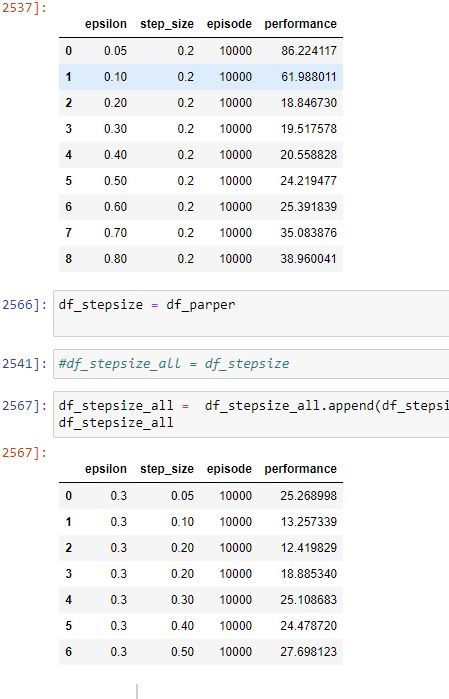 2537]:
epsilon step_size episode performance
0 0.05 0.2 10000 86.224117
1 0.10 0.2 10000 61.988011
2 0.20 0.2 10000 18.846730
3 0.30 0.2 10000 19.517578
4 0.40 0.2 10000 20.558828
5 0.50 0.2 10000 24.219477
6 0.60 0.2 10000 25.391839
7 0.70 0.2 10000 35.083876
8 0.80 0.2 10000 38.960041
2566]: df_stepsize = df_parper
2541]: #df_stepsize_all = df_stepsize
2567]: df_stepsize_all = df_stepsize_all.append(df_stepsi
df_stepsize_all
2567]:
epsilon step_size episode performance
0 0.3 0.05 10000 25.268998
1 0.3 0.10 10000 13.257339
2 0.3 0.20 10000 12.419829
3 0.3 0.20 10000 18.885340
4 0.3 0.30 10000 25.108683
5 0.3 0.40 10000 24.478720
6 0.3 0.50 10000 27.698123